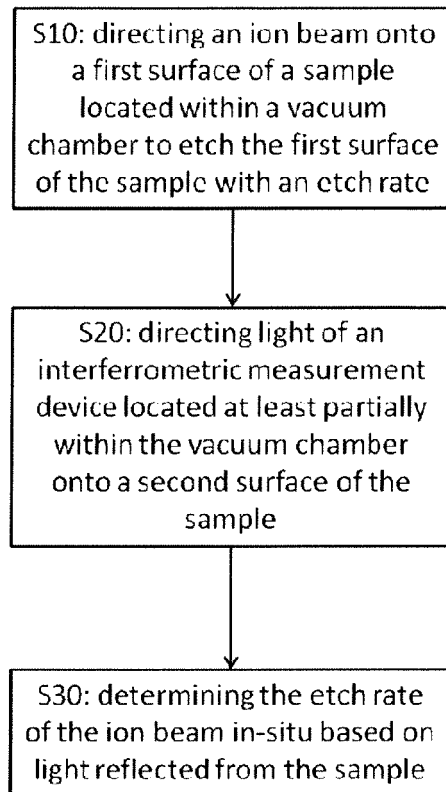 S10: directing an ion beam onto
a first surface of a sample
located within a vacuum
chamber to etch the first surface
of the sample with an etch rate
S20: directing light of an
interferrometric measurement
device located at least partially
within the vacuum chamber
onto a second surface of the
sample
S30: determining the etch rate
of the ion beam in-situ based on
light reflected from the sample